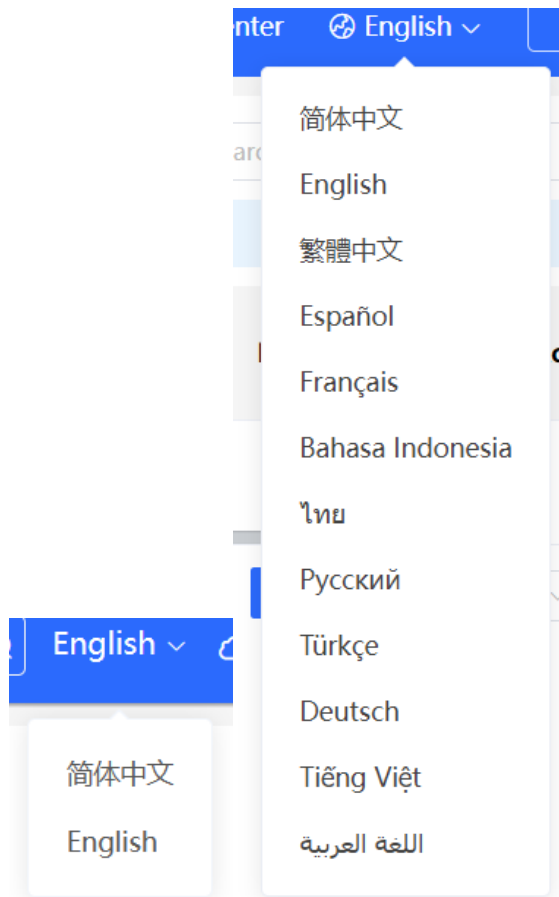 English
简体中文
English
繁體中文
Español
Français
Bahasa Indonesia
ไทย
Русский
Türkçe
Deutsch
Tiếng Việt
اللغة العربية
English
简体中文
English